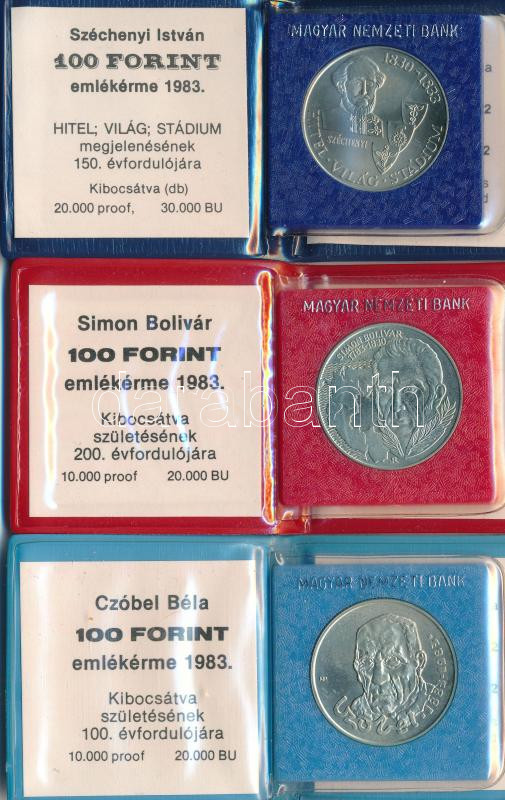 Széchenyi István
100 FORINT
emlékérme 1983.
HITEL; VILÁG; STÁDIUM
megjelenésének
150. évfordulójára
Kibocsátva (db)
20.000 proof, 30.000 BU
MAGYAR NEMZETI BANK
1830-1833
SZÉCHENYI
HITEL · VILÁG · STÁDIUM
Simon Bolivár
100 FORINT
emlékérme 1983.
Kibocsátva
születésének
200. évfordulójára
10.000 proof 20.000 BU
MAGYAR NEMZETI BANK
SIMON BOLIVAR
1783-1830
darabanth
Czóbel Béla
100 FORINT
emlékérme 1983.
Kibocsátva
születésének
100. évfordulójára
10.000 proof 20.000 BU
MAGYAR NEMZETI BANK